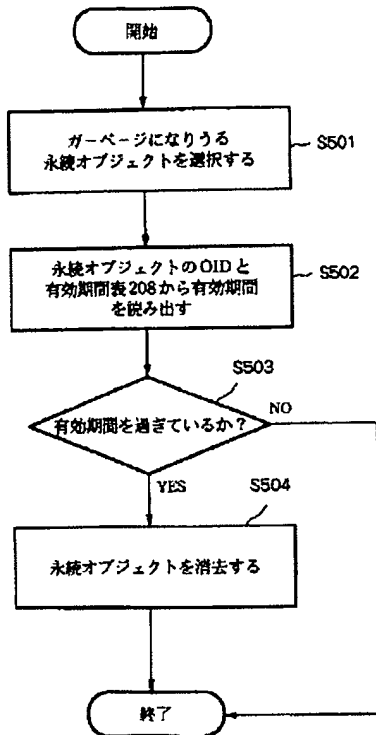 開始
ガーベージになりうる
永続オブジェクトを選択する
S501
永続オブジェクトのOIDと
有効期間表208から有効期間
を読み出す
S502
S503
有効期間を過ぎているか？
NO
YES
S504
永続オブジェクトを消去する
終了